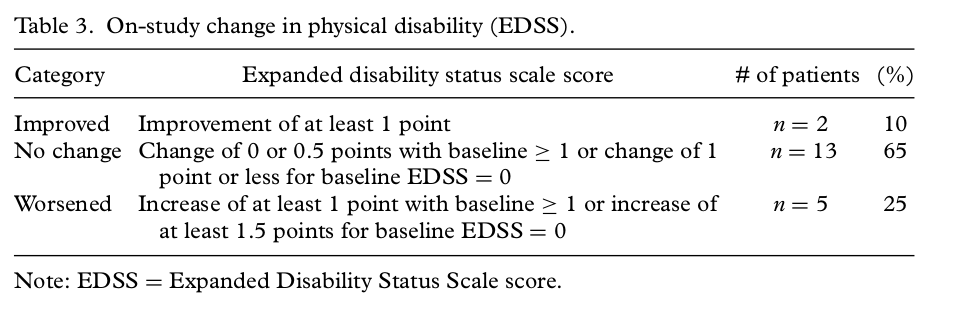 Table 3. On-study change in physical disability (EDSS).
Category Expanded disability status scale score # of patients (%)
Improved Improvement of at least 1 point n = 2 10
No change Change of 0 or 0.5 points with baseline ≥ 1 or change of 1 n = 13 65
point or less for baseline EDSS = 0
Worsened Increase of at least 1 point with baseline ≥ 1 or increase of n = 5 25
at least 1.5 points for baseline EDSS = 0
Note: EDSS = Expanded Disability Status Scale score.